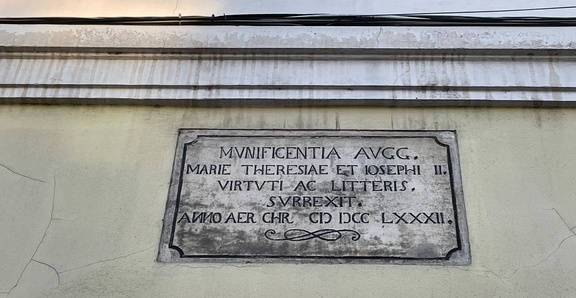 MVNIFICENTIA AVGG.
MARIE THERESIAE ET IOSEPHI II.
VIRTVTI AC LITTERIS.
SVRREXIT.
ANNO AER CHR CIƆ IƆCC LXXXII.